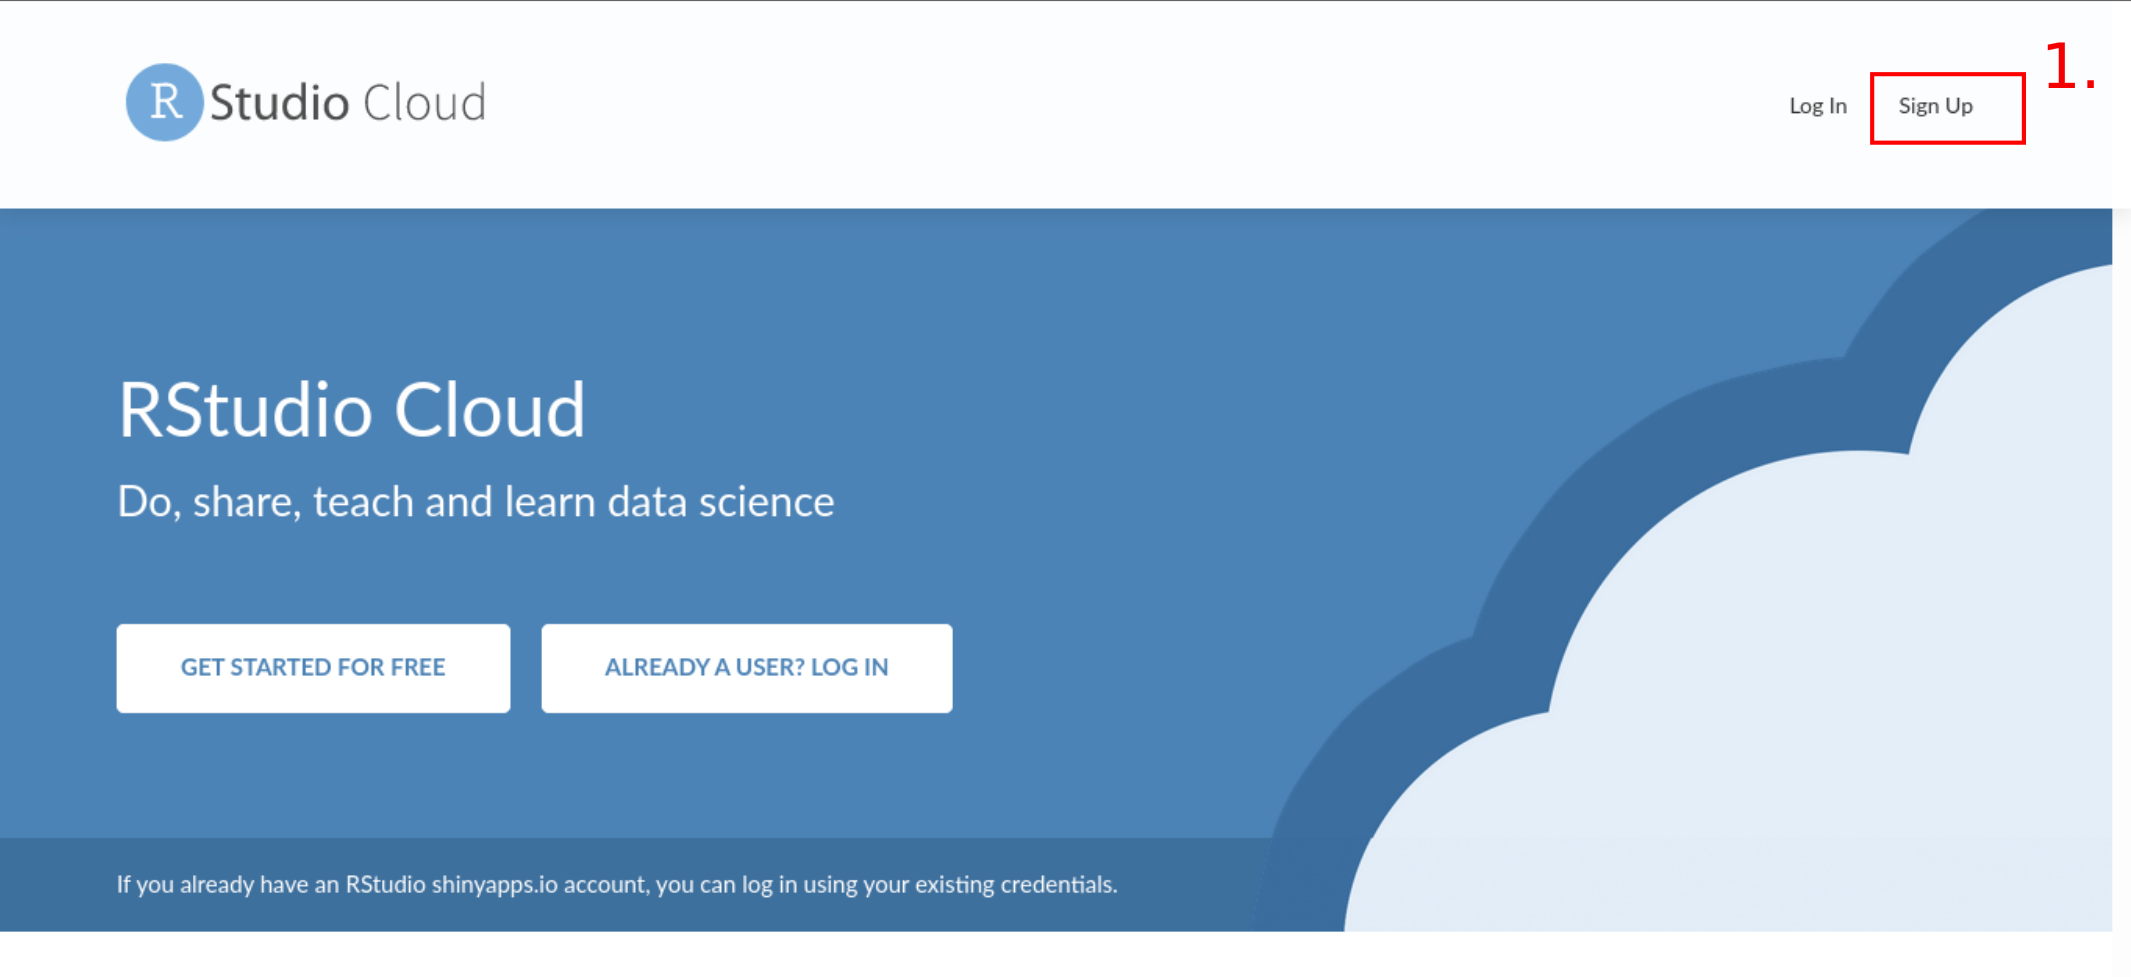 R Studio Cloud
Log In
Sign Up
1.
RStudio Cloud
Do, share, teach and learn data science
GET STARTED FOR FREE
ALREADY A USER? LOG IN
If you already have an RStudio shinyapps.io account, you can log in using your existing credentials.